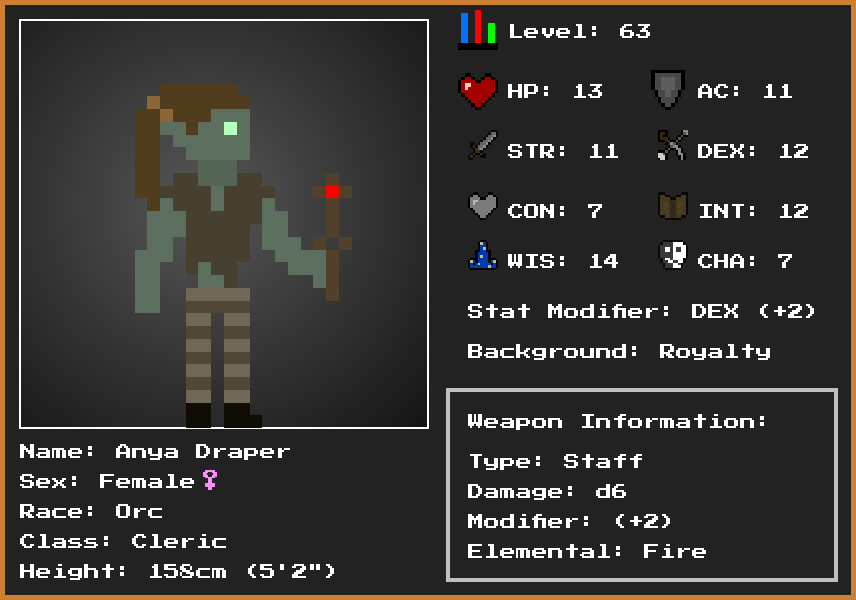 Level: 63
HP: 13 AC: 11
STR: 11 DEX: 12
CON: 7 INT: 12
WIS: 14 CHA: 7
Stat Modifier: DEX (+2)
Background: Royalty
Weapon Information:
Type: Staff
Damage: d6
Modifier: (+2)
Elemental: Fire
Name: Anya Draper
Sex: Female♀
Race: Orc
Class: Cleric
Height: 158cm (5'2")